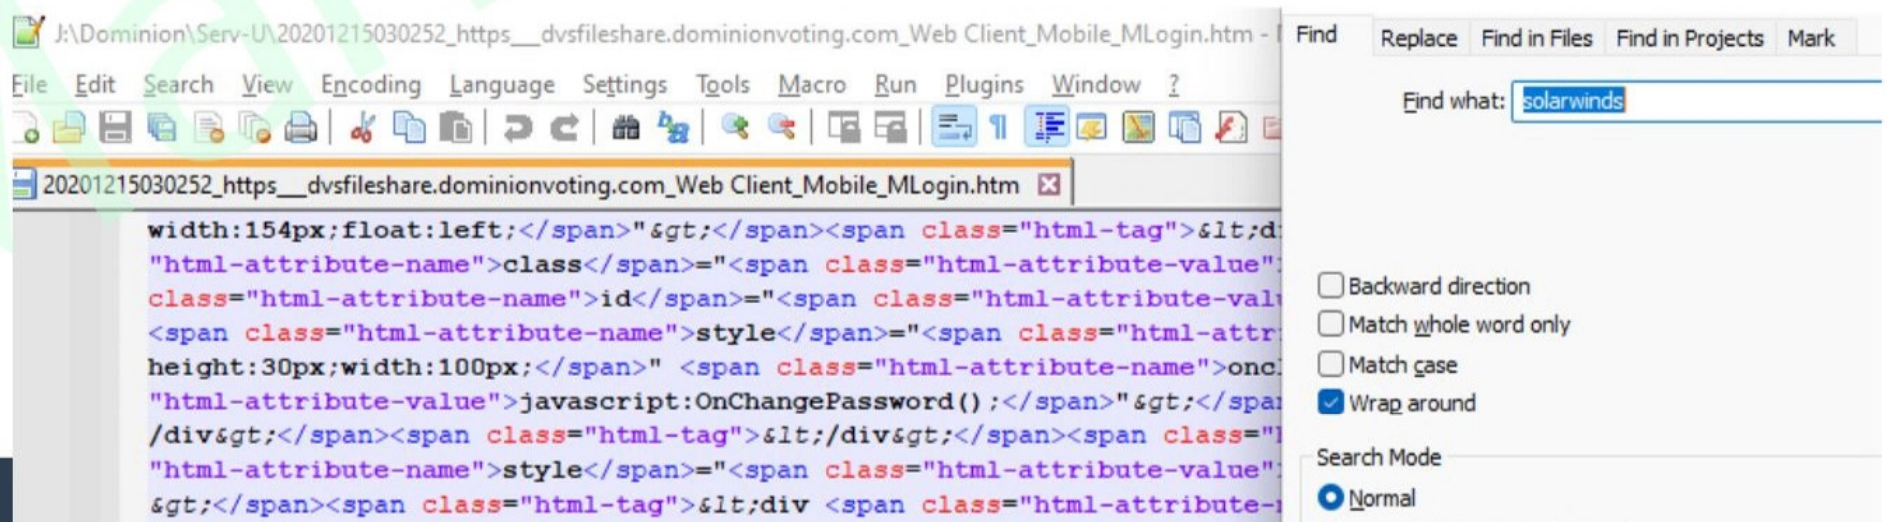 J:\Dominion\Serv-U\20201215030252_https___dvsfileshare.dominionvoting.com_Web Client_Mobile_MLogin.htm -
File Edit Search View Encoding Language Settings Tools Macro Run Plugins Window ?
20201215030252_https___dvsfileshare.dominionvoting.com_Web Client_Mobile_MLogin.htm
width:154px;float:left;</span>"&gt;</span><span class="html-tag">&lt;d
"html-attribute-name">class</span>="<span class="html-attribute-value"
class="html-attribute-name">id</span>="<span class="html-attribute-val
<span class="html-attribute-name">style</span>="<span class="html-attr
height:30px;width:100px;</span>" <span class="html-attribute-name">onc
"html-attribute-value">javascript:OnChangePassword();</span>"&gt;</spa
/div&gt;</span><span class="html-tag">&lt;/div&gt;</span><span class="
"html-attribute-name">style</span>="<span class="html-attribute-value"
&gt;</span><span class="html-tag">&lt;div <span class="html-attribute-
Find Replace Find in Files Find in Projects Mark
Find what: solarwinds
Backward direction
Match whole word only
Match case
Wrap around
Search Mode
Normal